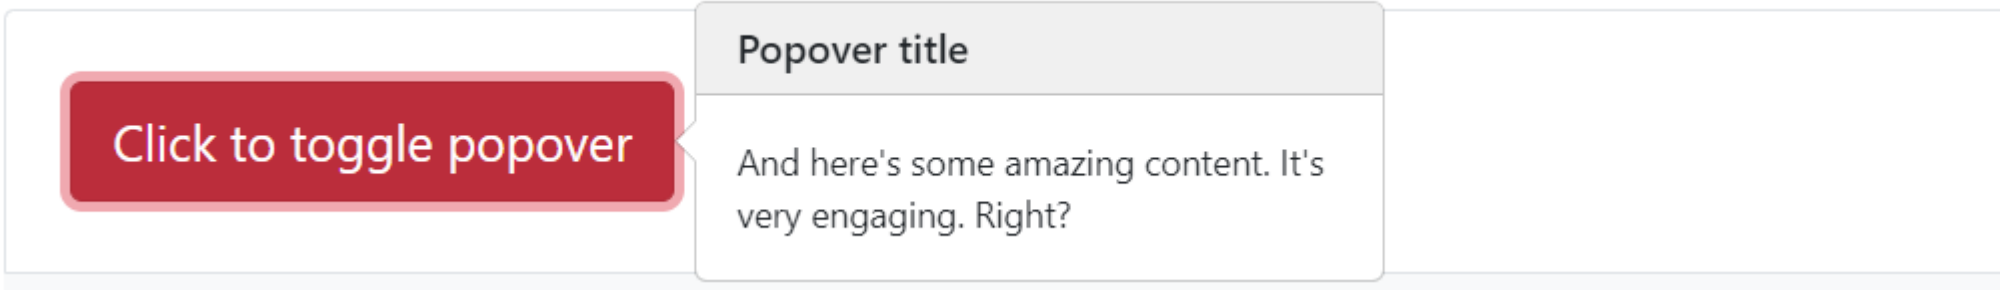 Click to toggle popover
Popover title
And here's some amazing content. It's
very engaging. Right?